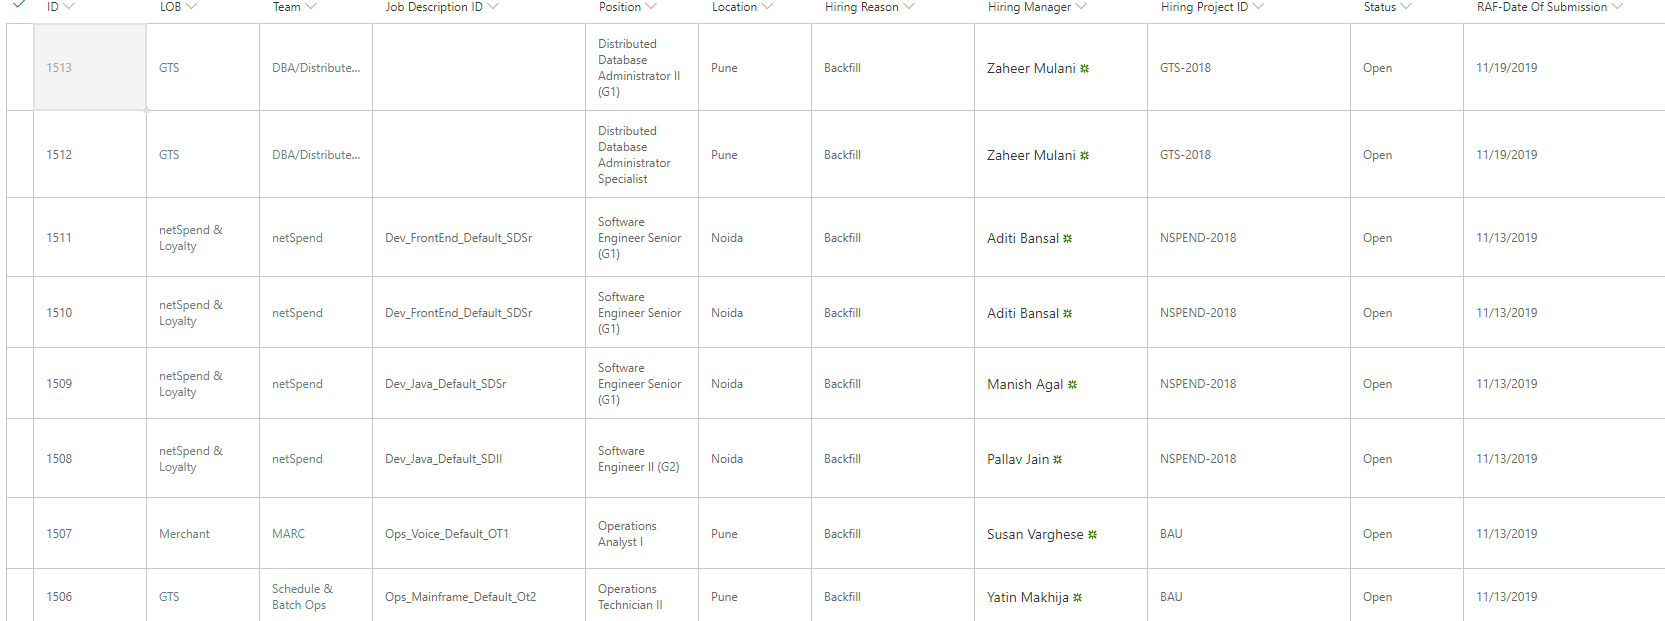 ID LOB Team Job Description ID Position Location Hiring Reason Hiring Manager Hiring Project ID Status RAF-Date Of Submission
1513 GTS DBA/Distribute... Distributed Database Administrator II (G1) Pune Backfill Zaheer Mulani GTS-2018 Open 11/19/2019
1512 GTS DBA/Distribute... Distributed Database Administrator Specialist Pune Backfill Zaheer Mulani GTS-2018 Open 11/19/2019
1511 netSpend & Loyalty netSpend Dev_FrontEnd_Default_SDSr Software Engineer Senior (G1) Noida Backfill Aditi Bansal NSPEND-2018 Open 11/13/2019
1510 netSpend & Loyalty netSpend Dev_FrontEnd_Default_SDSr Software Engineer Senior (G1) Noida Backfill Aditi Bansal NSPEND-2018 Open 11/13/2019
1509 netSpend & Loyalty netSpend Dev_Java_Default_SDSr Software Engineer Senior (G1) Noida Backfill Manish Agal NSPEND-2018 Open 11/13/2019
1508 netSpend & Loyalty netSpend Dev_Java_Default_SDII Software Engineer II (G2) Noida Backfill Pallav Jain NSPEND-2018 Open 11/13/2019
1507 Merchant MARC Ops_Voice_Default_OT1 Operations Analyst I Pune Backfill Susan Varghese BAU Open 11/13/2019
1506 GTS Schedule & Batch Ops Ops_Mainframe_Default_Ot2 Operations Technician II Pune Backfill Yatin Makhija BAU Open 11/13/2019